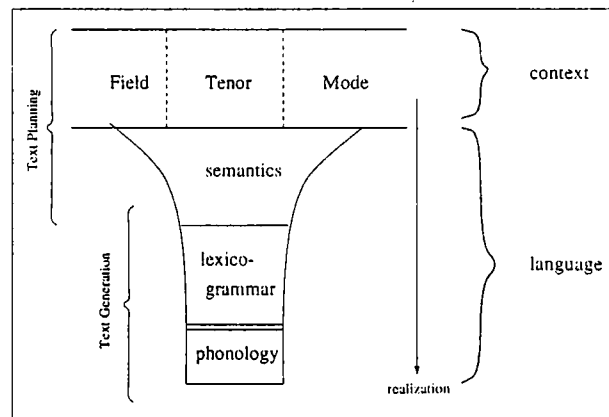 Field Tenor Mode
context
Text Planning
semantics
lexico-
grammar
language
Text Generation
phonology
realization